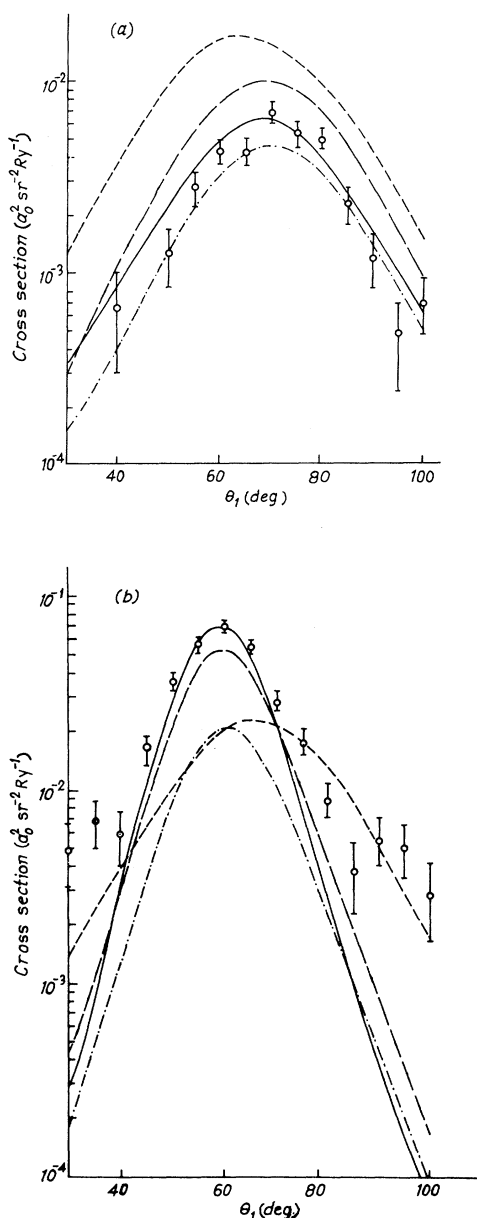 (a)
10⁻²
10⁻³
10⁻⁴
Cross section (a₀² sr⁻² Ry⁻¹)
40 60 80 100
θ₁ (deg)
(b)
10⁻¹
10⁻²
10⁻³
10⁻⁴
Cross section (a₀² sr⁻² Ry⁻¹)
40 60 80 100
θ₁ (deg)